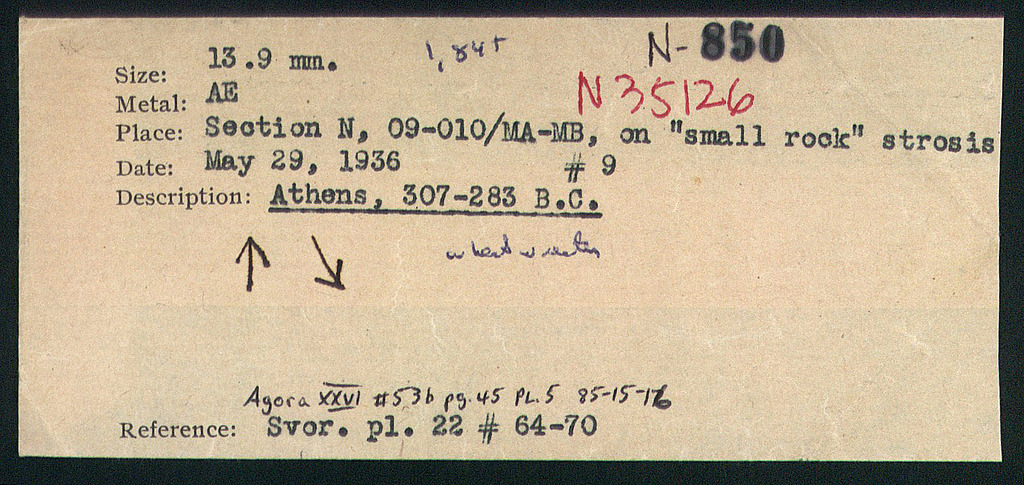 Size: 13.9 mm. 1,845 N-850
Metal: AE N35126
Place: Section N, 09-010/MA-MB, on "small rock" strosis
Date: May 29, 1936 # 9
Description: Athens, 307-283 B.C.
Agora XXVI #53b pg.45 PL.5 85-15-176
Reference: Svor. pl. 22 # 64-70